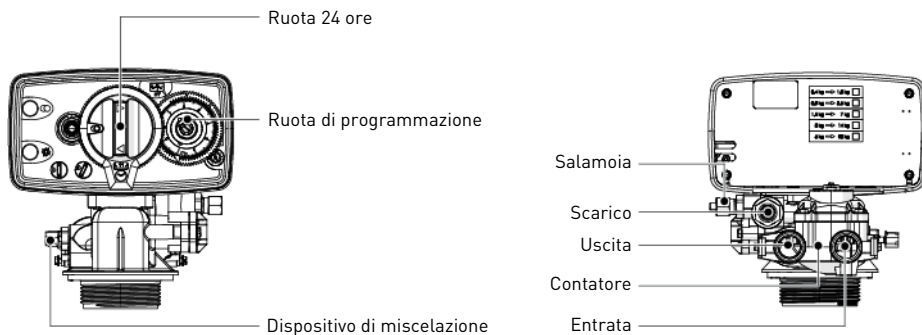 Ruota 24 ore
Ruota di programmazione
Dispositivo di miscelazione
Salamoia
Scarico
Uscita
Contatore
Entrata